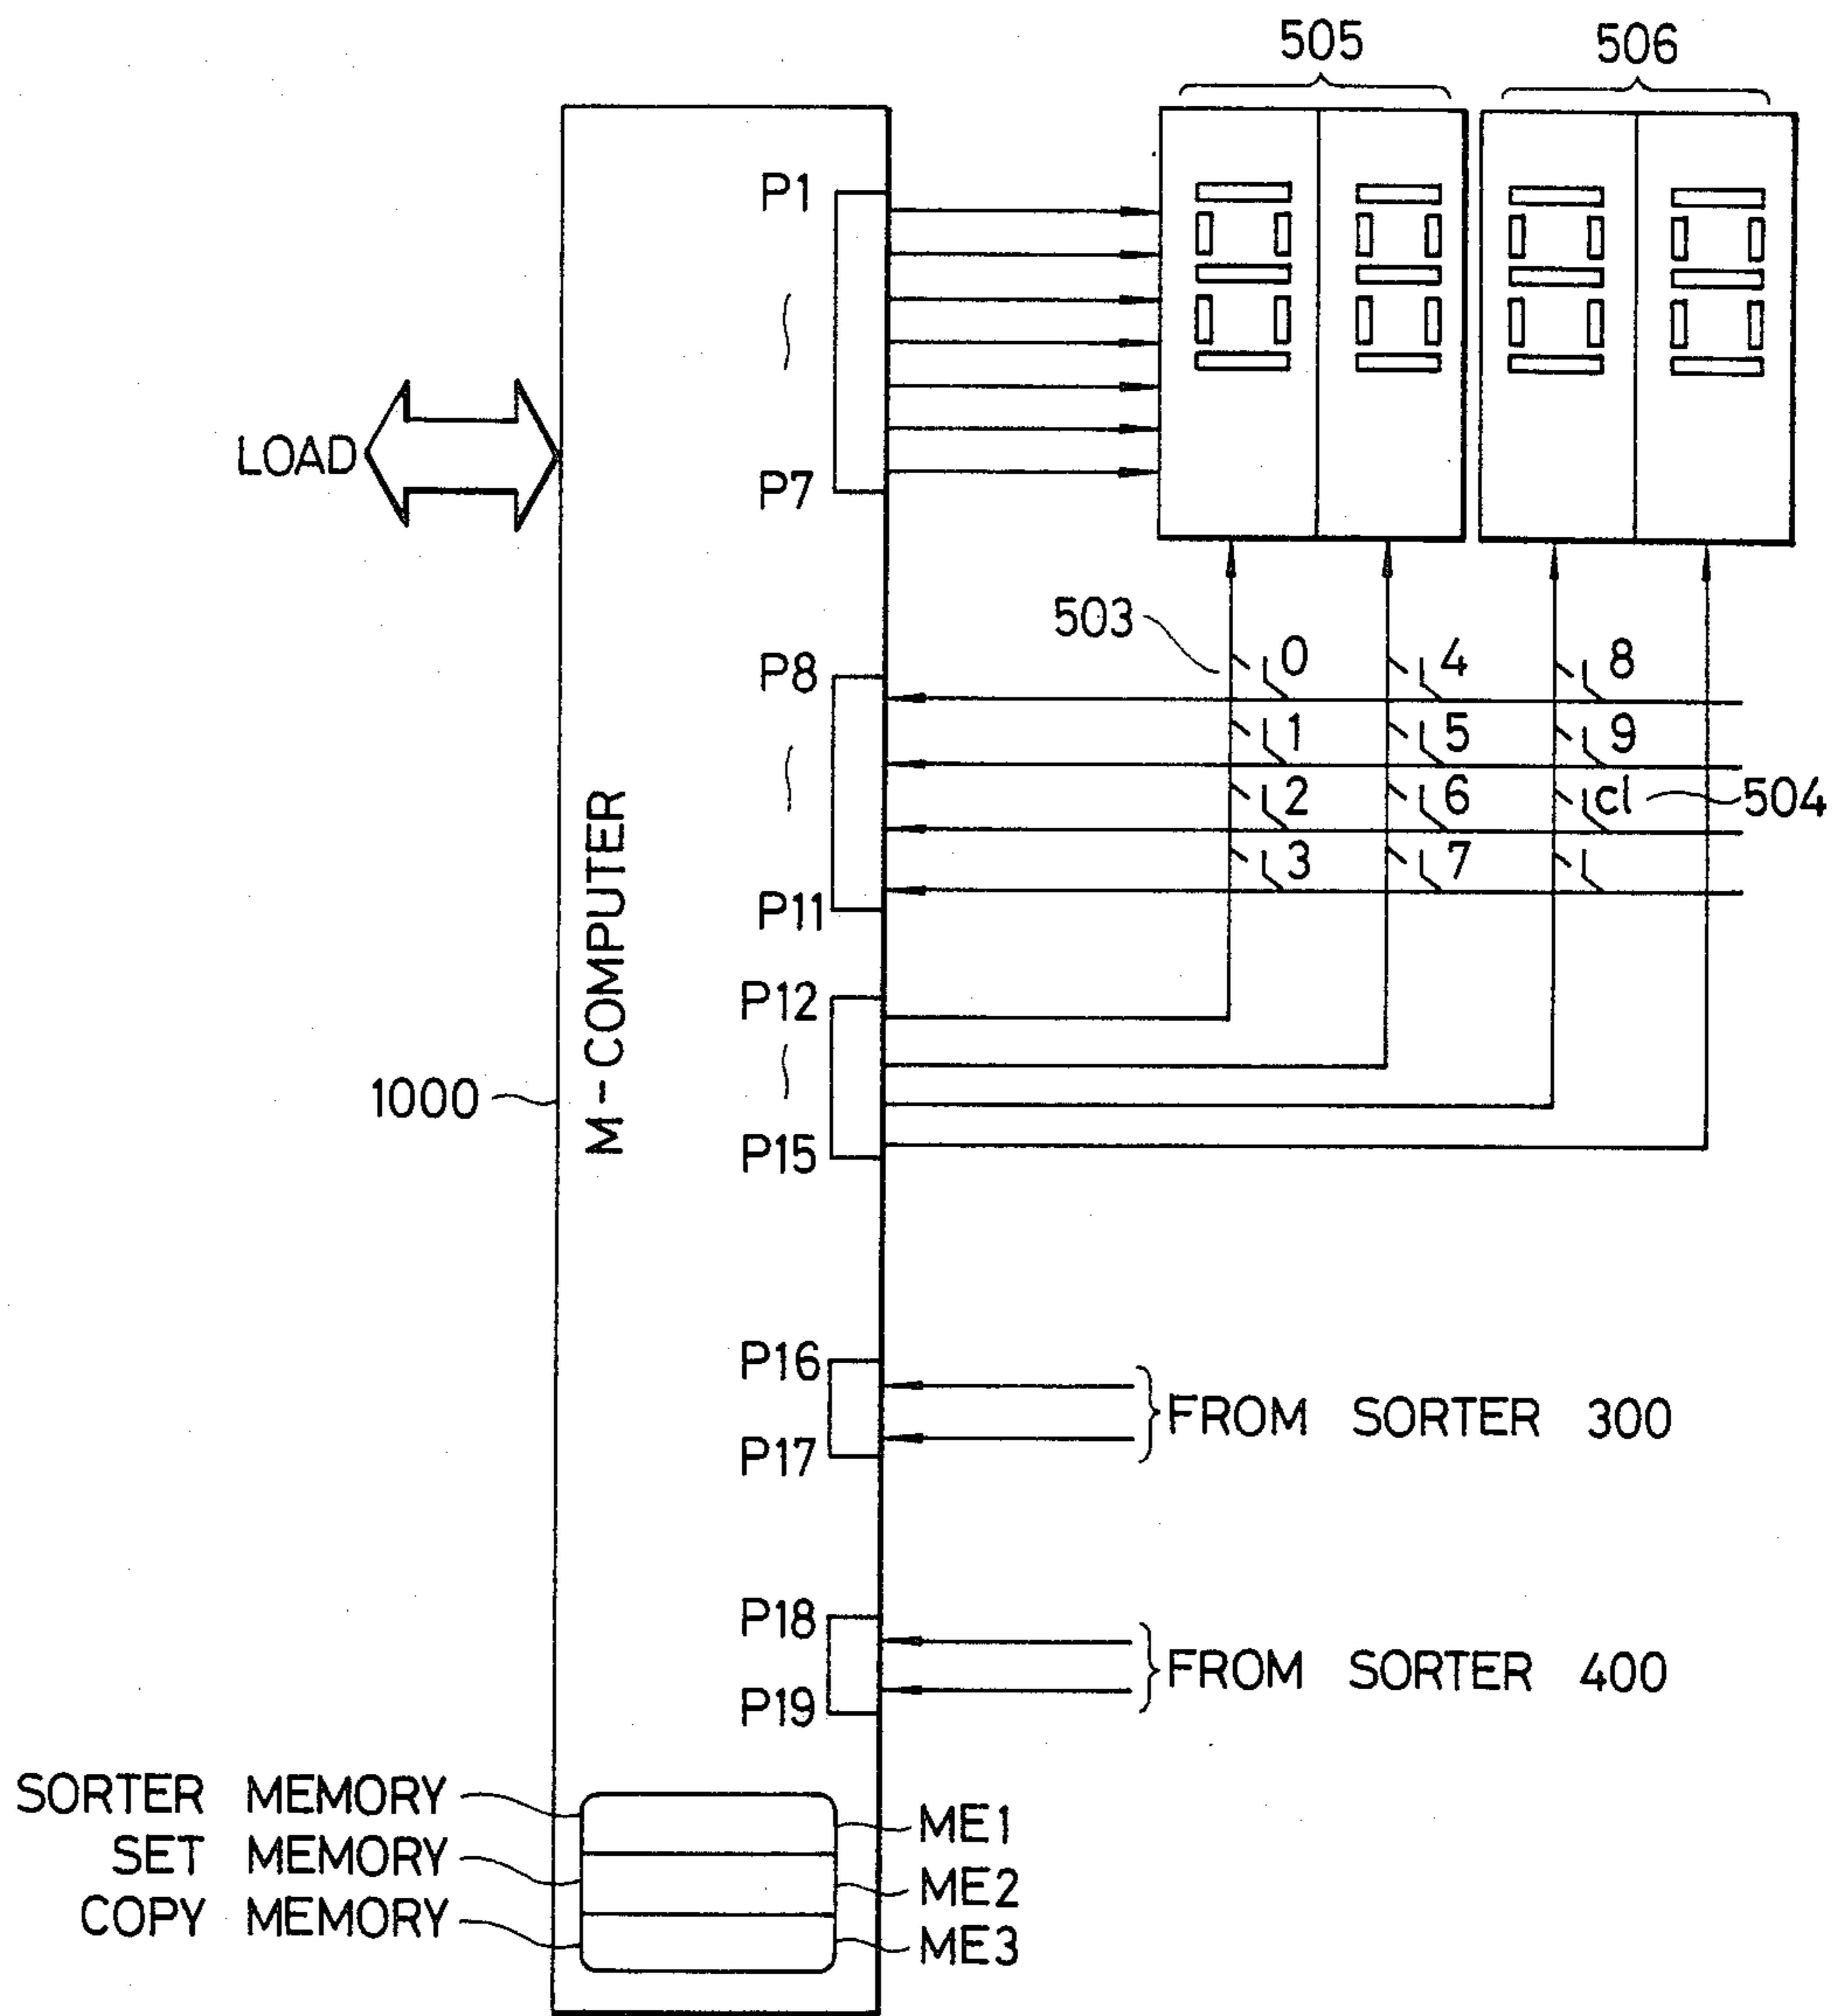 505
506
P1
P7
LOAD
503
P8
P11
0
4
8
1
5
9
2
6
cl
504
3
7
M-COMPUTER
1000
P12
P15
P16
P17
FROM SORTER 300
P18
P19
FROM SORTER 400
SORTER MEMORY
ME1
SET MEMORY
ME2
COPY MEMORY
ME3